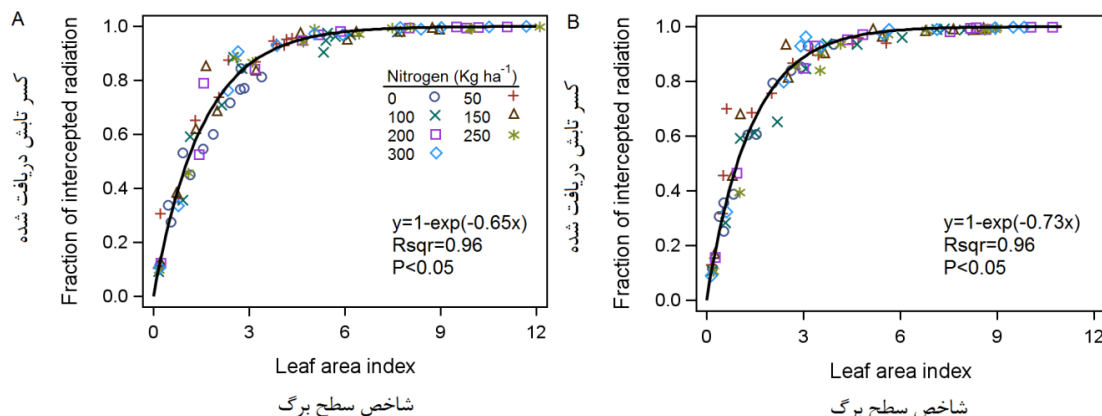 A
کسر تابش دریافت شده
Fraction of intercepted radiation
1.0
0.8
0.6
0.4
0.2
0.0
Nitrogen (Kg ha⁻¹)
0 50
100 150
200 250
300
y=1-exp(-0.65x)
Rsqr=0.96
P<0.05
0 3 6 9 12
Leaf area index
شاخص سطح برگ
B
کسر تابش دریافت شده
Fraction of intercepted radiation
1.0
0.8
0.6
0.4
0.2
0.0
y=1-exp(-0.73x)
Rsqr=0.96
P<0.05
0 3 6 9 12
Leaf area index
شاخص سطح برگ